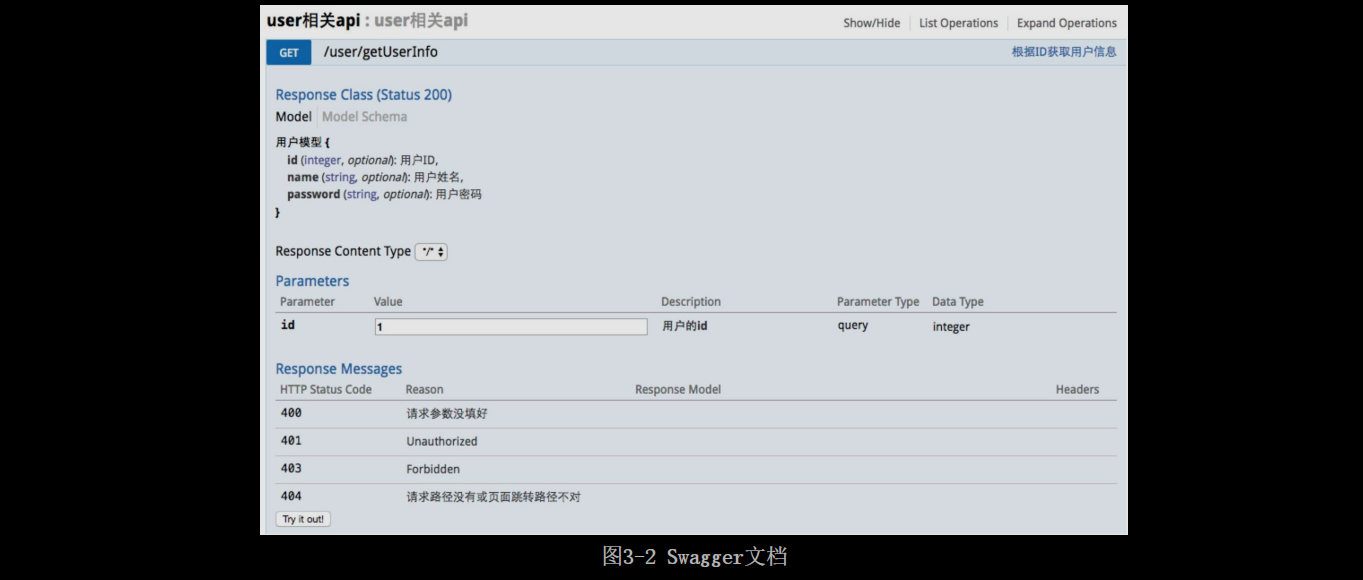 user相关api : user相关api Show/Hide List Operations Expand Operations
GET /user/getUserInfo 根据ID获取用户信息
Response Class (Status 200)
Model Model Schema
用户模型 {
id (integer, optional): 用户ID,
name (string, optional): 用户姓名,
password (string, optional): 用户密码
}
Response Content Type */*
Parameters
Parameter Value Description Parameter Type Data Type
id 1 用户的id query integer
Response Messages
HTTP Status Code Reason Response Model Headers
400 请求参数没填好
401 Unauthorized
403 Forbidden
404 请求路径没有或页面跳转路径不对
Try it out!
图3-2 Swagger文档